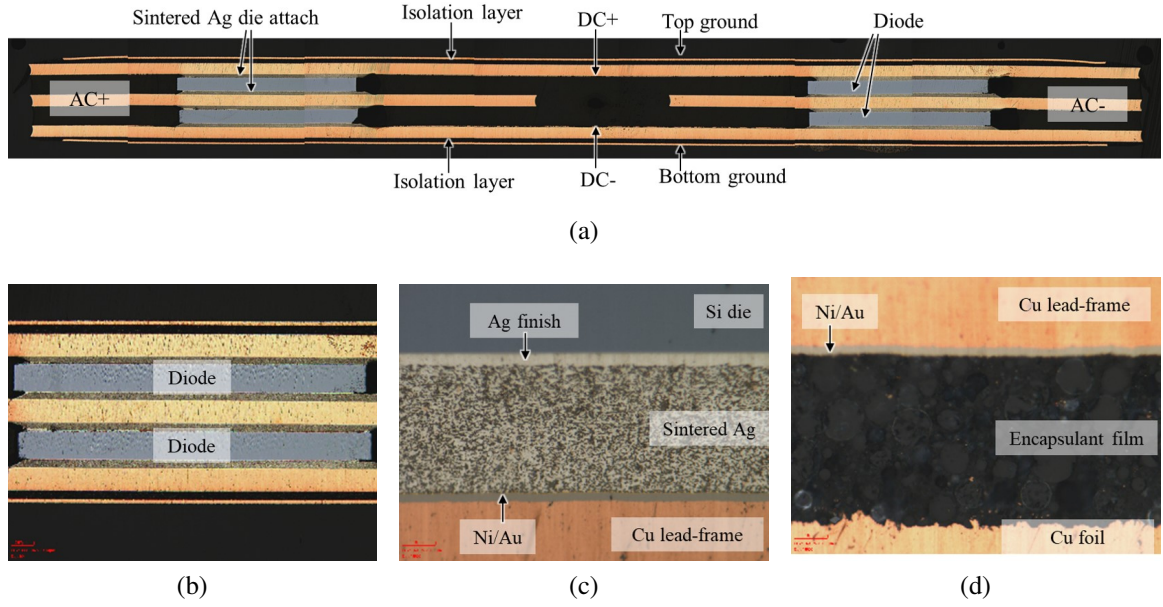 Sintered Ag die attach
Isolation layer
DC+
Top ground
Diode
AC+
AC-
Isolation layer
DC-
Bottom ground
(a)
Diode
Diode
(b)
Ag finish
Si die
Sintered Ag
Ni/Au
Cu lead-frame
(c)
Ni/Au
Cu lead-frame
Encapsulant film
Cu foil
(d)